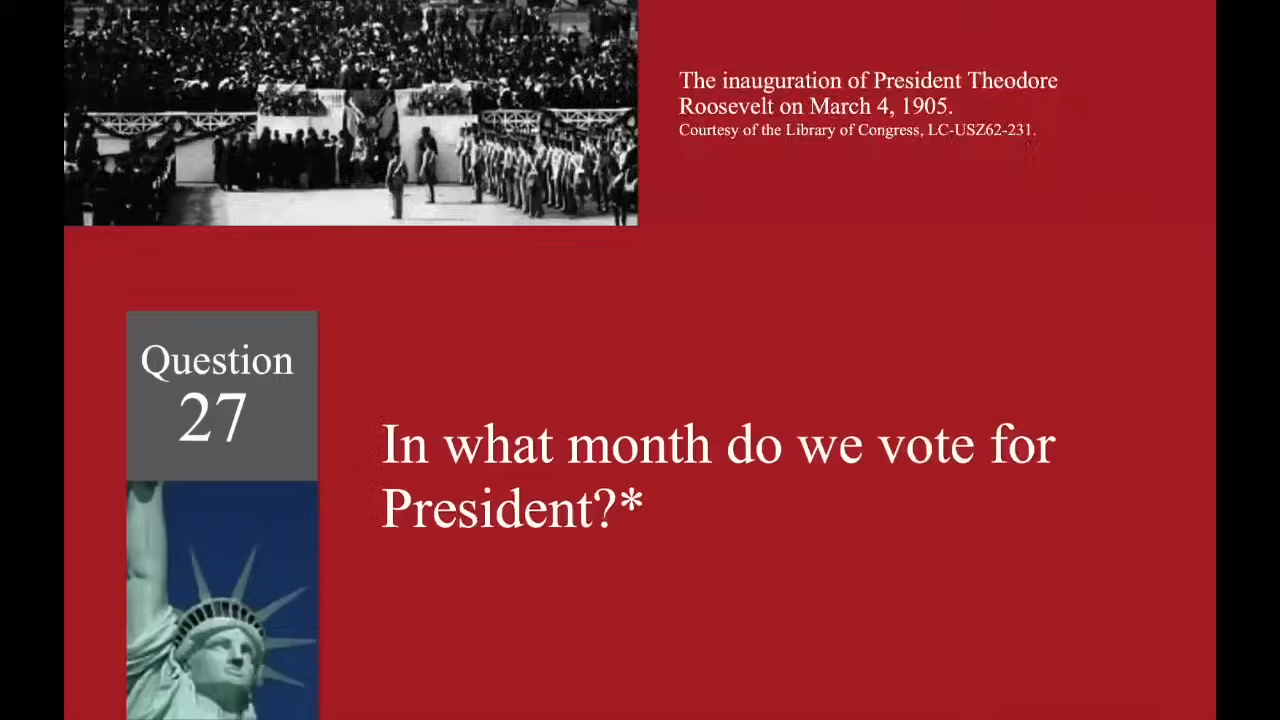 The inauguration of President Theodore
Roosevelt on March 4, 1905.
Courtesy of the Library of Congress, LC-USZ62-231.
Question
27
In what month do we vote for
President?*